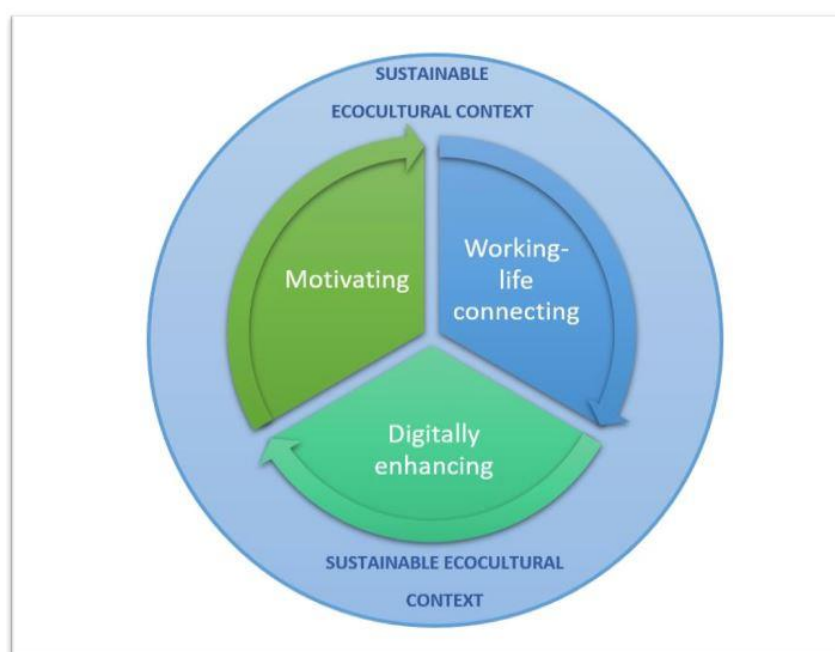 SUSTAINABLE
ECOCULTURAL CONTEXT
Motivating
Working-
life
connecting
Digitally
enhancing
SUSTAINABLE ECOCULTURAL
CONTEXT